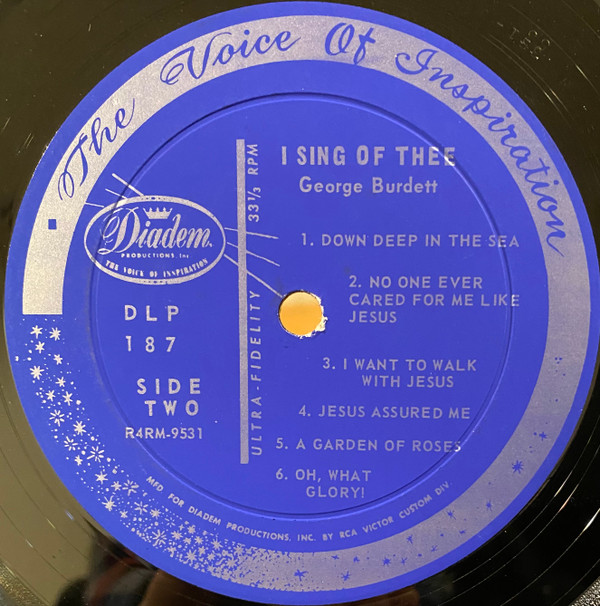 The Voice Of Inspiration
I SING OF THEE
George Burdett
Diadem
PRODUCTIONS, Inc
THE VOICE OF INSPIRATION
DLP
187
SIDE
TWO
R4RM-9531
ULTRA-FIDELITY 33⅓ RPM
1. DOWN DEEP IN THE SEA
2. NO ONE EVER
CARED FOR ME LIKE
JESUS
3. I WANT TO WALK
WITH JESUS
4. JESUS ASSURED ME
5. A GARDEN OF ROSES
6. OH, WHAT
GLORY!
MFD FOR DIADEM PRODUCTIONS, INC. BY RCA VICTOR CUSTOM DIV